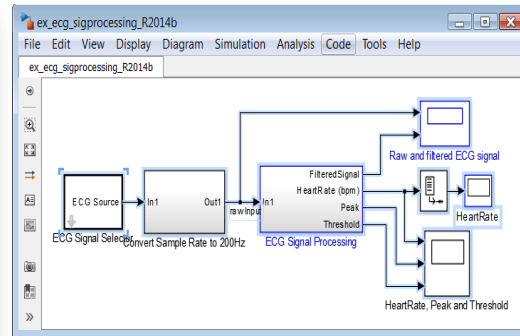 ex_ecg_sigprocessing_R2014b
File Edit View Display Diagram Simulation Analysis Code Tools Help
ex_ecg_sigprocessing_R2014b
Raw and filtered ECG signal
ECG Source
ECG Signal Selector
In1 Out1
Convert Sample Rate to 200Hz
rawInput
In1
FilteredSignal
HeartRate (bpm)
Peak
Threshold
ECG Signal Processing
HeartRate
HeartRate, Peak and Threshold